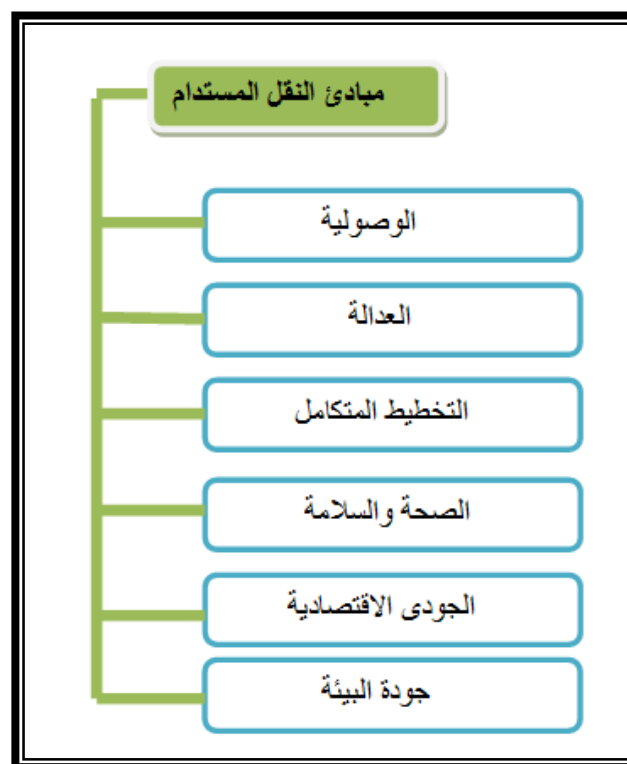 مبادئ النقل المستدام
الوصولية
العدالة
التخطيط المتكامل
الصحة والسلامة
الجودى الاقتصادية
جودة البيئة